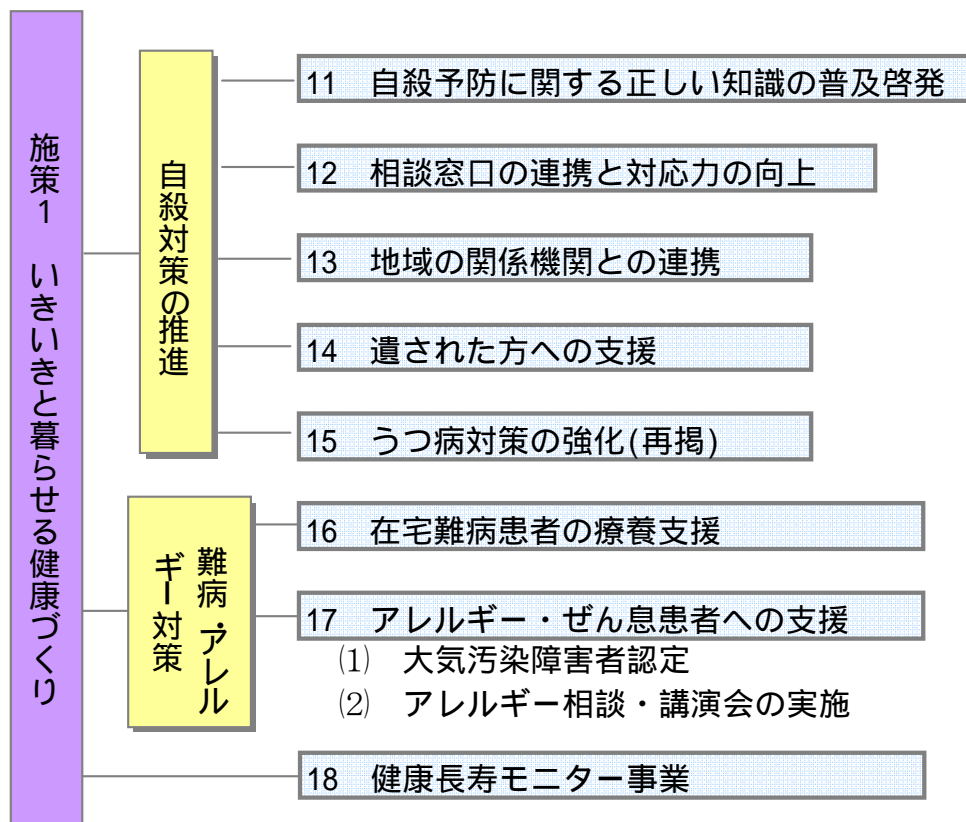 施策1　いきいきと暮らせる健康づくり
自殺対策の推進
11　自殺予防に関する正しい知識の普及啓発
12　相談窓口の連携と対応力の向上
13　地域の関係機関との連携
14　遺された方への支援
15　うつ病対策の強化(再掲)
難病・アレル
ギー対策
16　在宅難病患者の療養支援
17　アレルギー・ぜん息患者への支援
⑴　大気汚染障害者認定
⑵　アレルギー相談・講演会の実施
18　健康長寿モニター事業